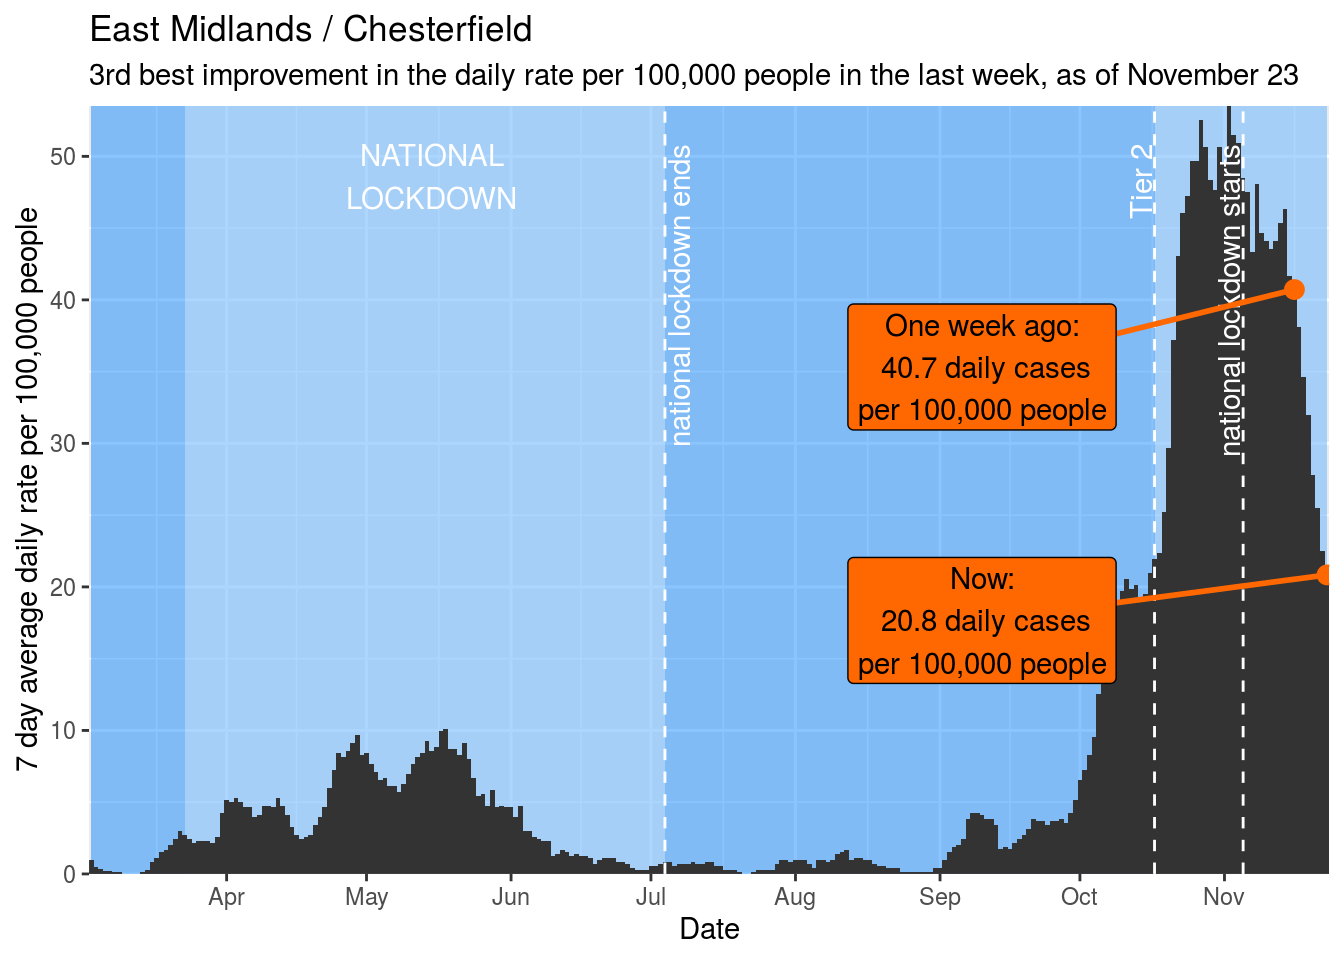 East Midlands / Chesterfield
3rd best improvement in the daily rate per 100,000 people in the last week, as of November 23
7 day average daily rate per 100,000 people
50
40
30
20
10
0
NATIONAL
LOCKDOWN
national lockdown ends
Tier 2
national lockdown starts
One week ago:
40.7 daily cases
per 100,000 people
Now:
20.8 daily cases
per 100,000 people
Apr
May
Jun
Jul
Aug
Sep
Oct
Nov
Date